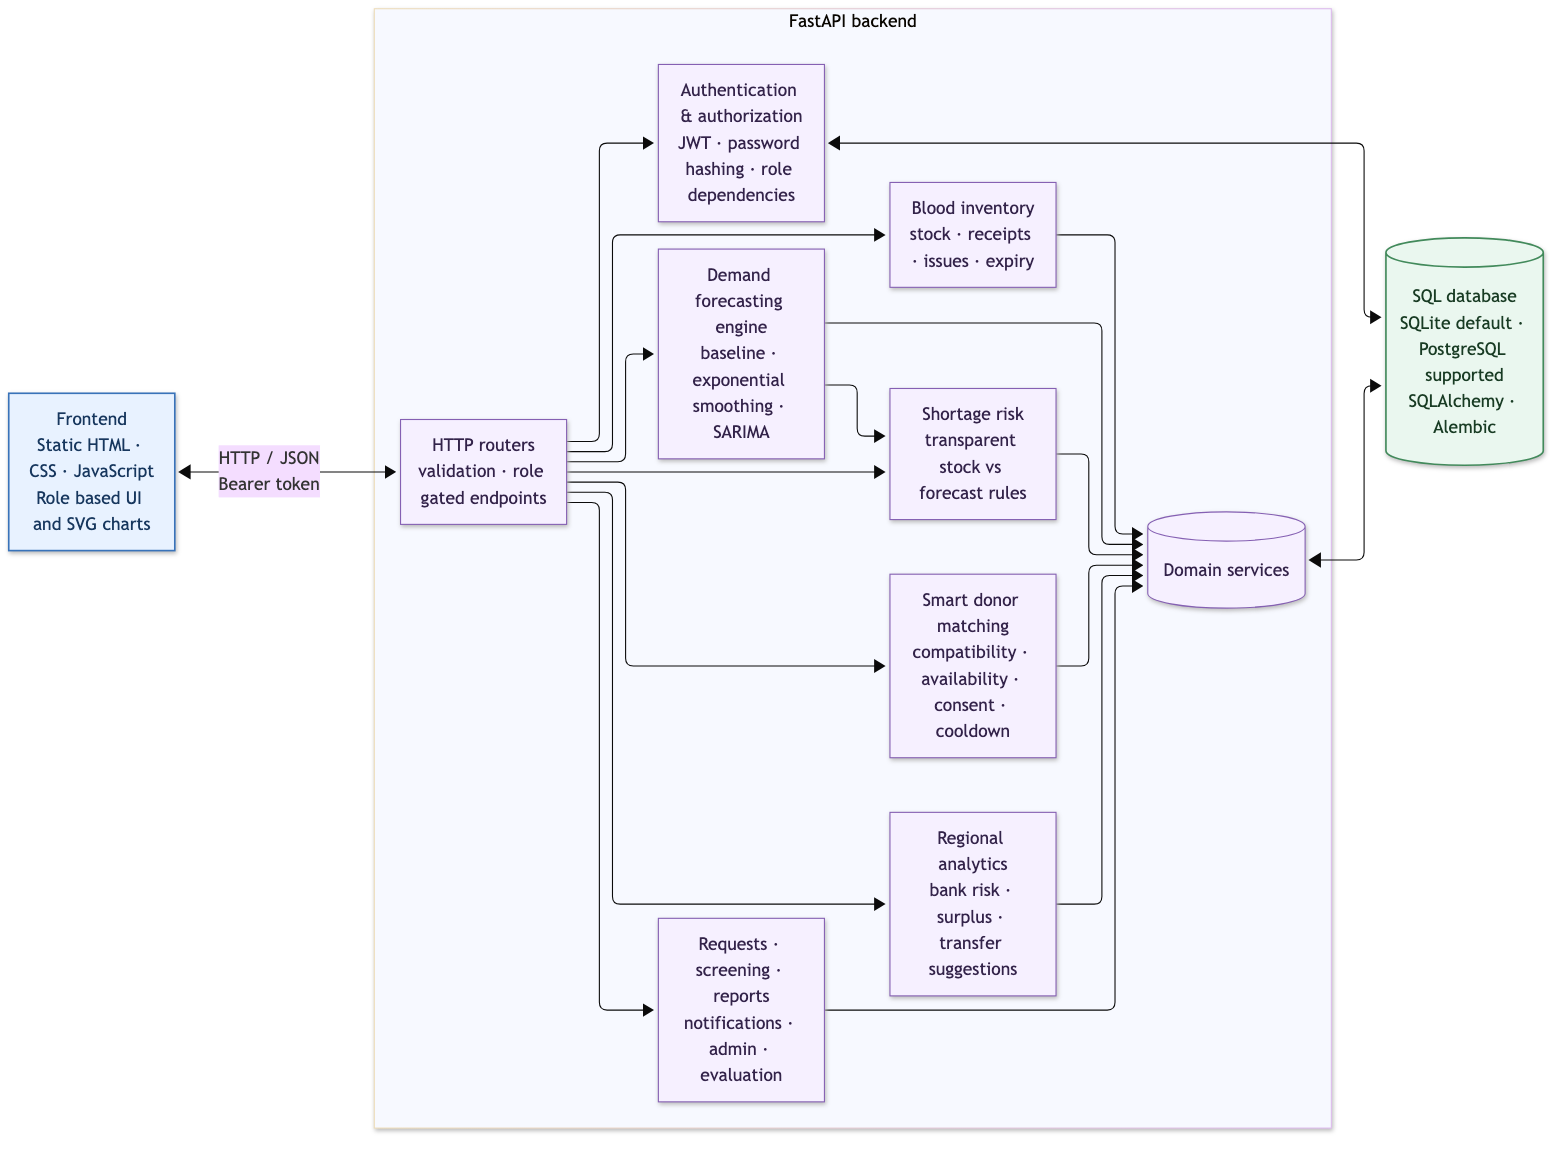 FastAPI backend
Authentication
& authorization
JWT · password
hashing · role
dependencies
Blood inventory
stock · receipts
· issues · expiry
Demand
forecasting
engine
baseline ·
exponential
smoothing ·
SARIMA
SQL database
SQLite default ·
PostgreSQL
supported
SQLAlchemy ·
Alembic
Frontend
Static HTML ·
CSS · JavaScript
Role based UI
and SVG charts
HTTP / JSON
Bearer token
HTTP routers
validation · role
gated endpoints
Shortage risk
transparent
stock vs
forecast rules
Domain services
Smart donor
matching
compatibility ·
availability ·
consent ·
cooldown
Regional
analytics
bank risk ·
surplus ·
transfer
suggestions
Requests ·
screening ·
reports
notifications ·
admin ·
evaluation